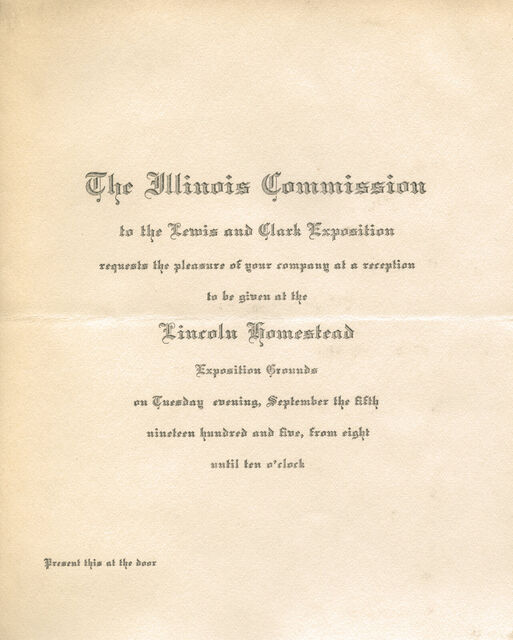 The Illinois Commission
to the Lewis and Clark Exposition
requests the pleasure of your company at a reception
to be given at the
Lincoln Homestead
Exposition Grounds
on Tuesday evening, September the fifth
nineteen hundred and five, from eight
until ten o'clock
Present this at the door